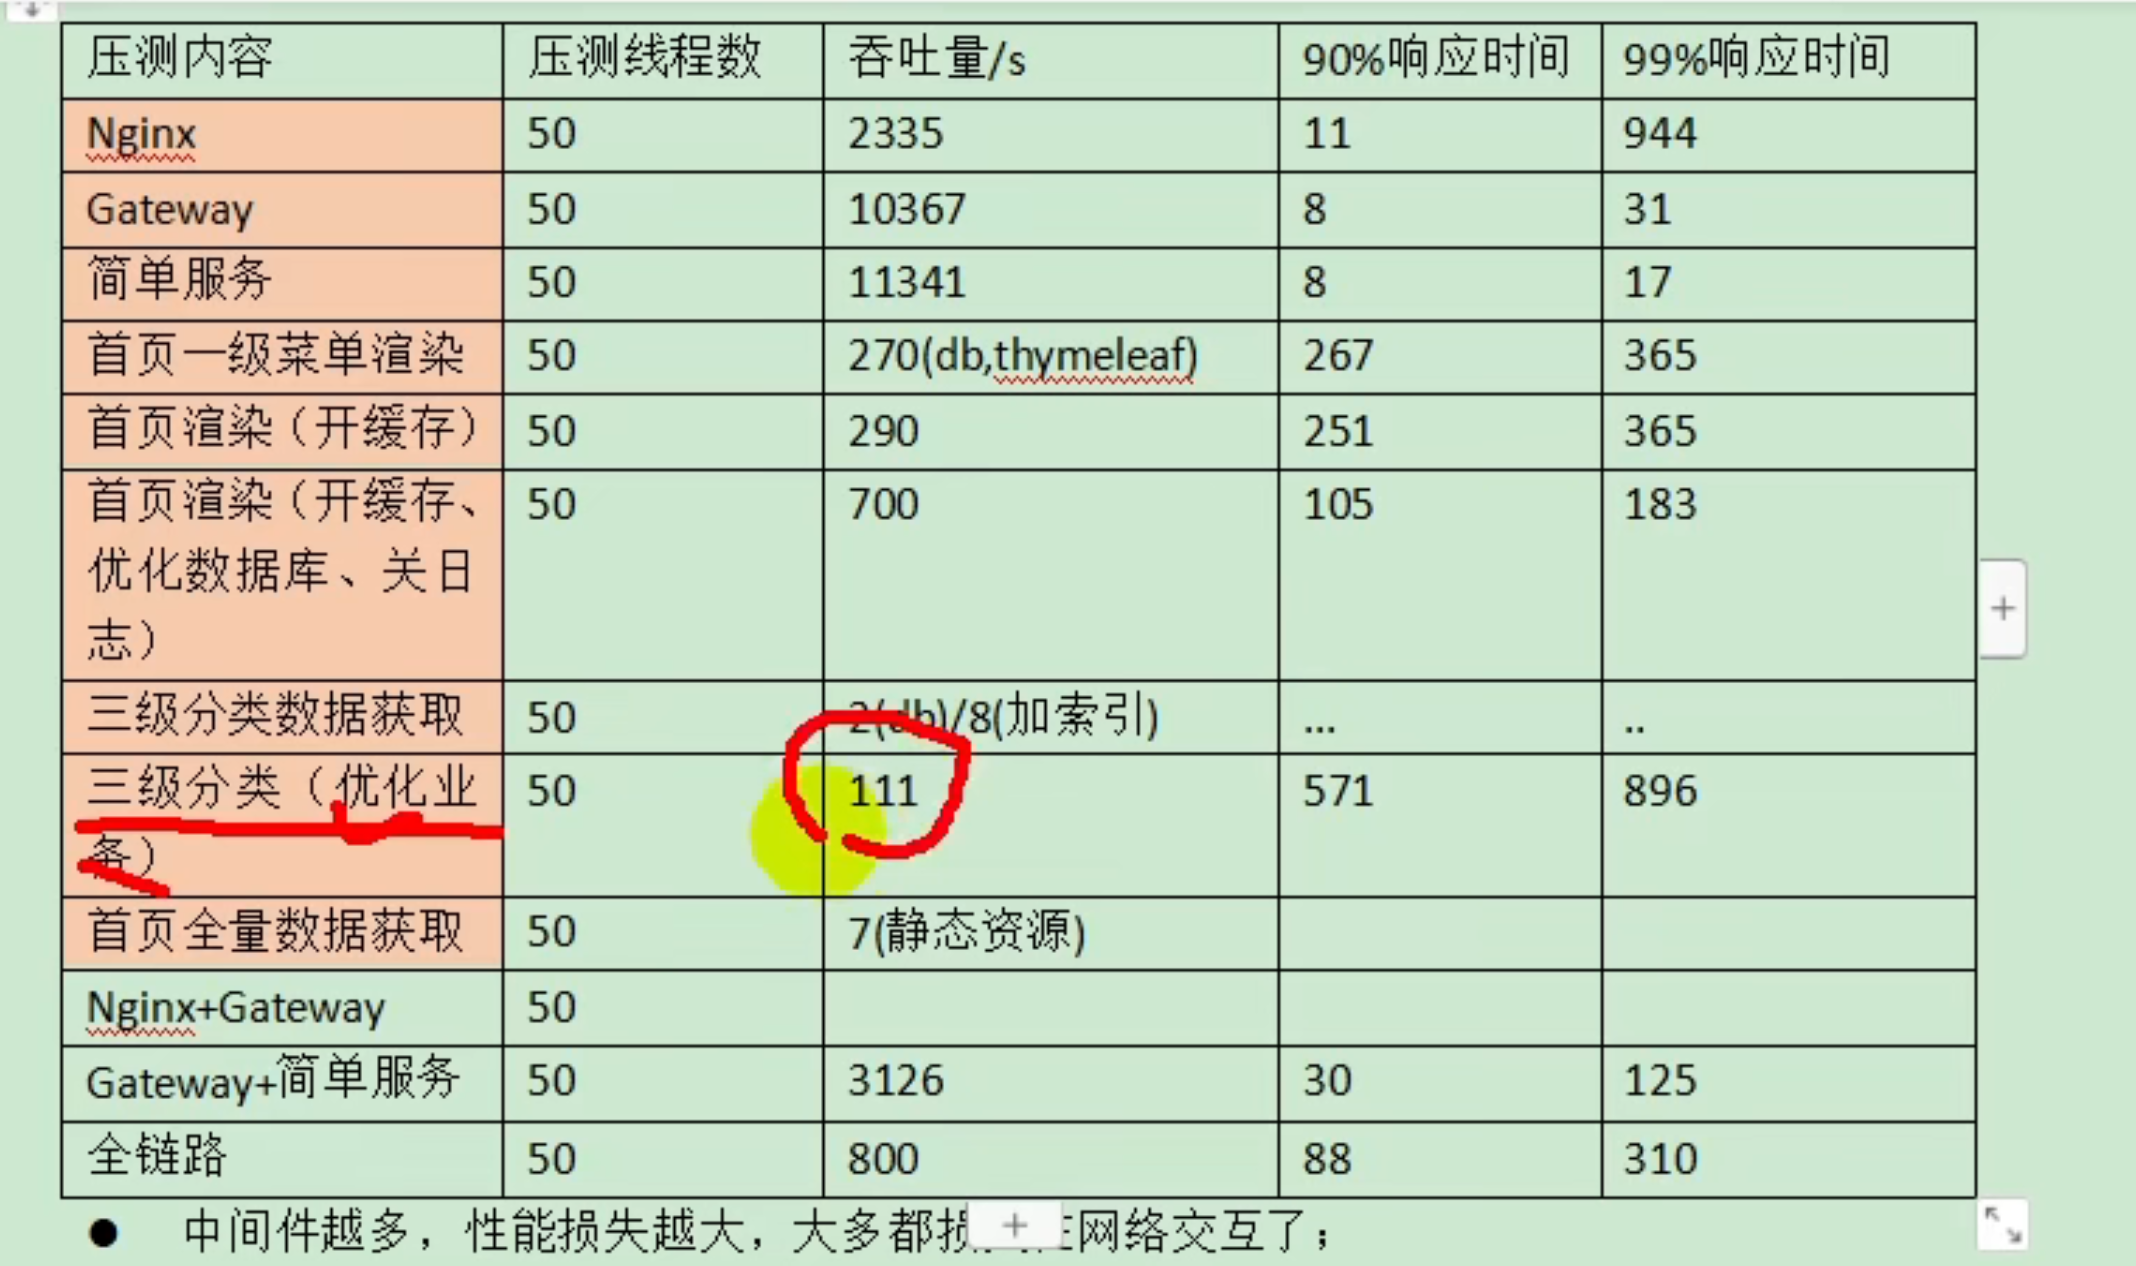 压测内容 压测线程数 吞吐量/s 90%响应时间 99%响应时间
Nginx 50 2335 11 944
Gateway 50 10367 8 31
简单服务 50 11341 8 17
首页一级菜单渲染 50 270(db,thymeleaf) 267 365
首页渲染（开缓存） 50 290 251 365
首页渲染（开缓存、 50 700 105 183
优化数据库、关日
志）
三级分类数据获取 50 2(db)/8(加索引) ... ..
三级分类（优化业 50 111 571 896
务）
首页全量数据获取 50 7(静态资源)
Nginx+Gateway 50
Gateway+简单服务 50 3126 30 125
全链路 50 800 88 310
● 中间件越多，性能损失越大，大多都损 网络交互了；